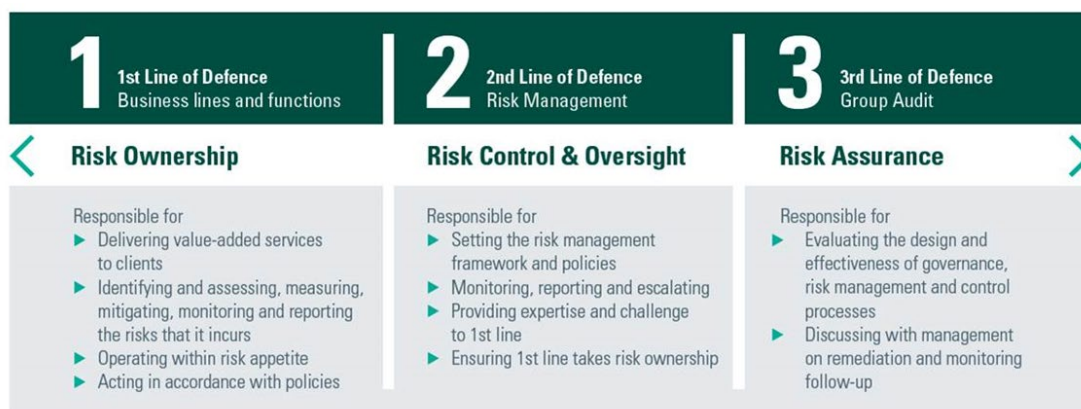 1
1st Line of Defence
Business lines and functions
2
2nd Line of Defence
Risk Management
3
3rd Line of Defence
Group Audit
Risk Ownership
Risk Control & Oversight
Risk Assurance
Responsible for
Delivering value-added services
to clients
Identifying and assessing, measuring,
mitigating, monitoring and reporting
the risks that it incurs
Operating within risk appetite
Acting in accordance with policies
Responsible for
Setting the risk management
framework and policies
Monitoring, reporting and escalating
Providing expertise and challenge
to 1st line
Ensuring 1st line takes risk ownership
Responsible for
Evaluating the design and
effectiveness of governance,
risk management and control
processes
Discussing with management
on remediation and monitoring
follow-up